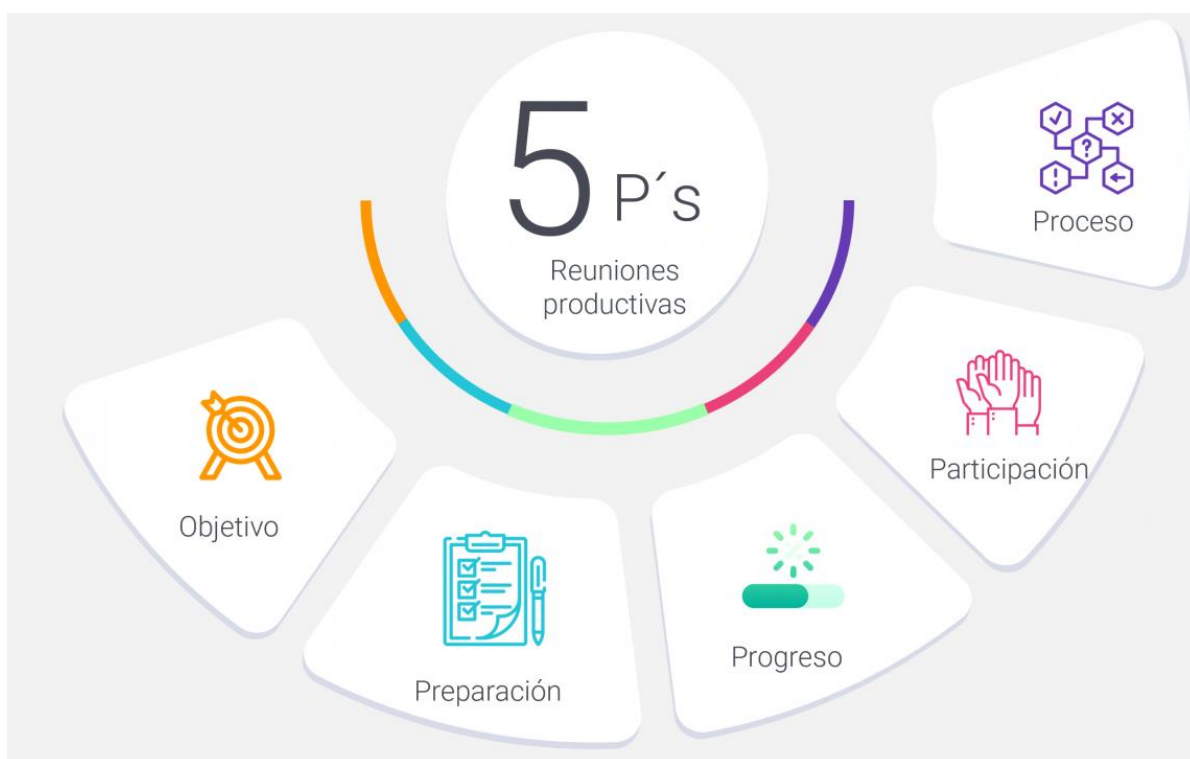 5 P´s
Reuniones
productivas
Proceso
Participación
Objetivo
Progreso
Preparación